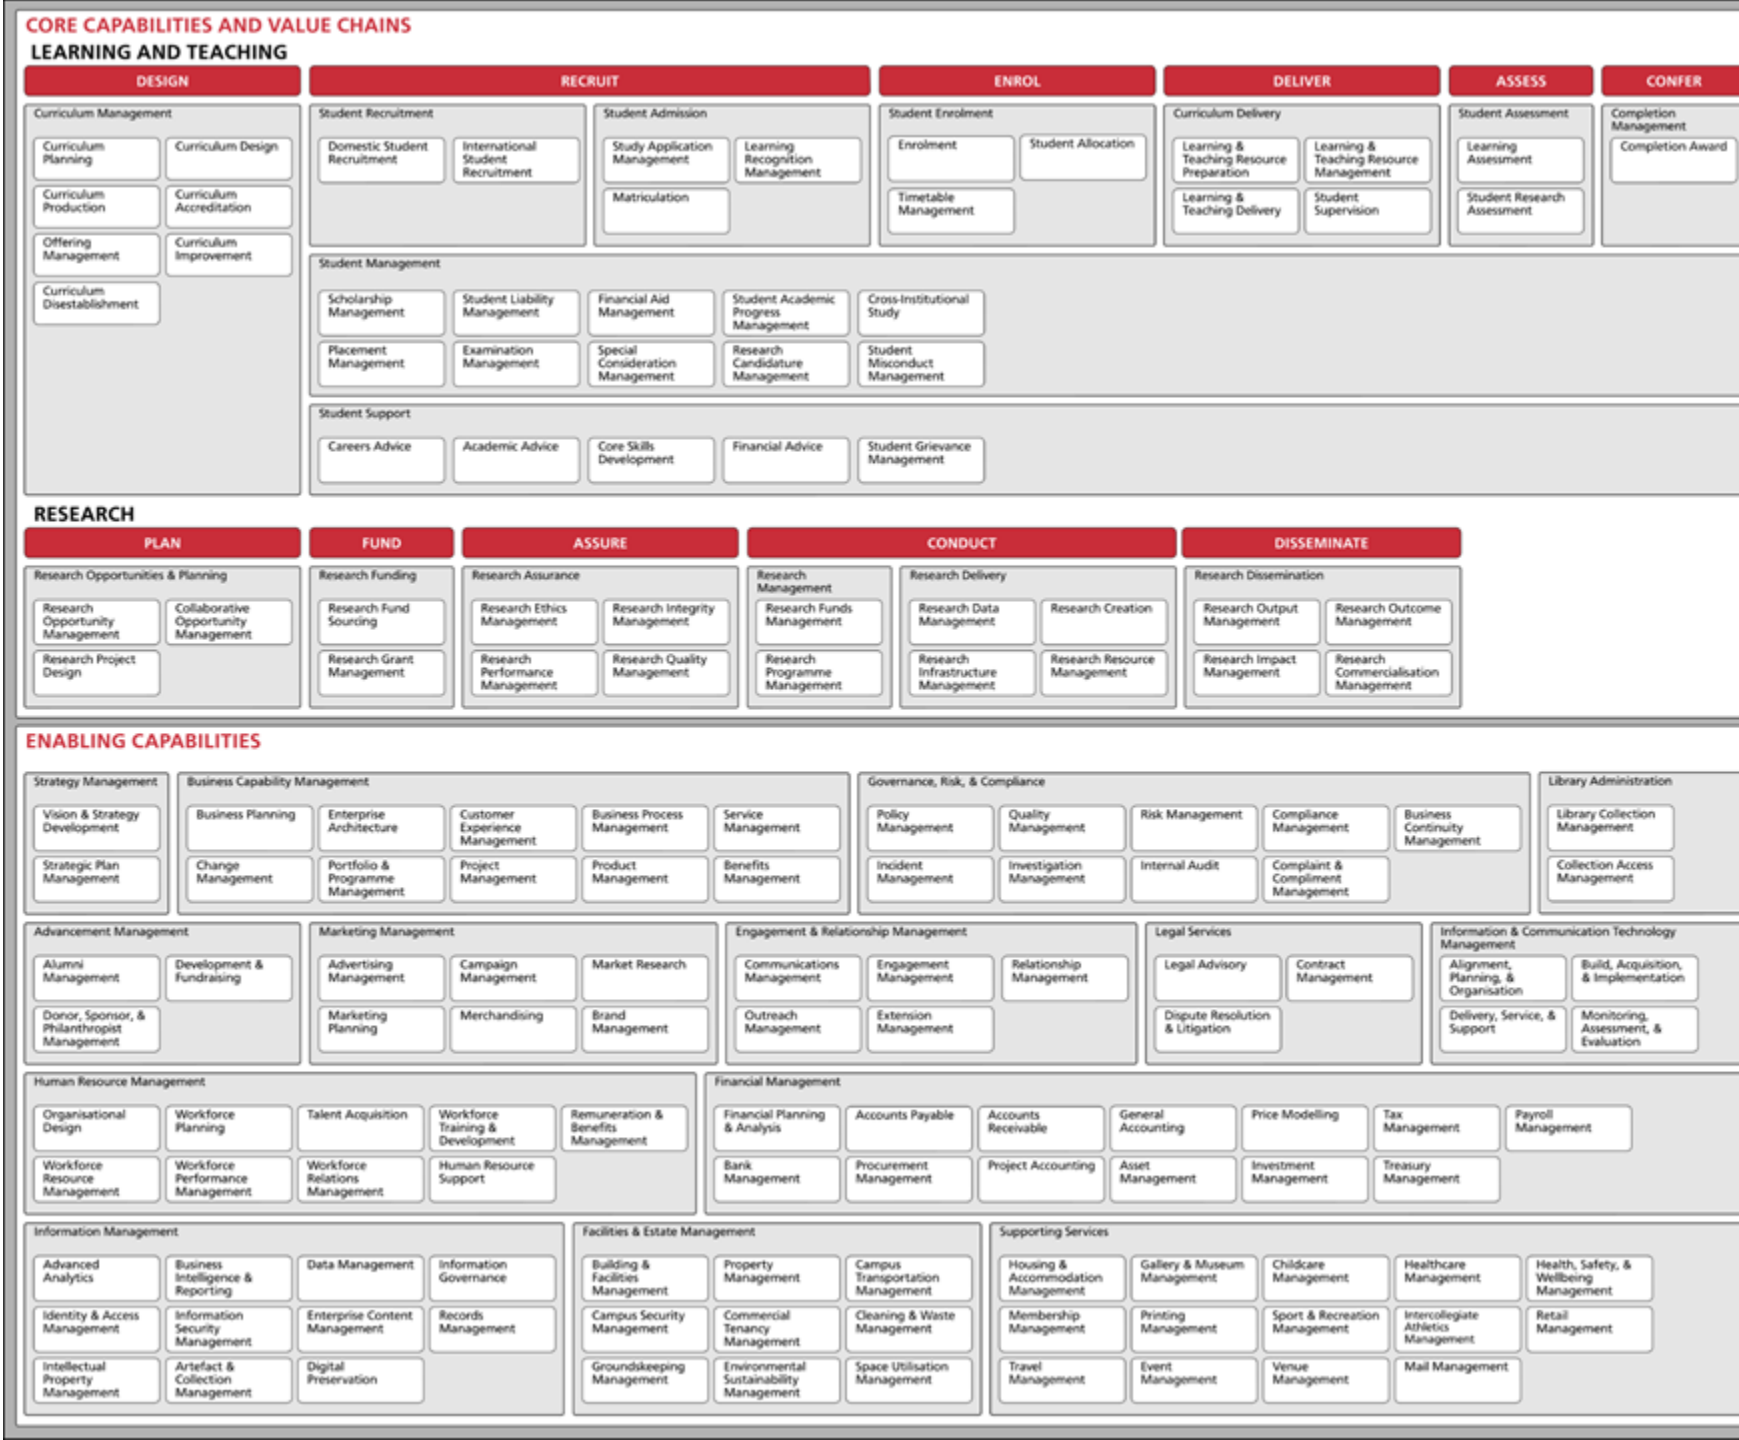 CORE CAPABILITIES AND VALUE CHAINS
LEARNING AND TEACHING
DESIGN
RECRUIT
ENROL
DELIVER
ASSESS
CONFER
Curriculum Management
Curriculum
Planning
Curriculum Design
Curriculum
Production
Curriculum
Accreditation
Offering
Management
Curriculum
Improvement
Curriculum
Disestablishment
Student Recruitment
Domestic Student
Recruitment
International
Student
Recruitment
Student Admission
Study Application
Management
Learning
Recognition
Management
Matriculation
Student Enrolment
Enrolment
Student Allocation
Timetable
Management
Curriculum Delivery
Learning &
Teaching Resource
Preparation
Learning &
Teaching Resource
Management
Learning &
Teaching Delivery
Student
Supervision
Student Assessment
Learning
Assessment
Student Research
Assessment
Completion
Management
Completion Award
Student Management
Scholarship
Management
Student Liability
Management
Financial Aid
Management
Student Academic
Progress
Management
Cross-Institutional
Study
Placement
Management
Examination
Management
Special
Consideration
Management
Research
Candidature
Management
Student
Misconduct
Management
Student Support
Careers Advice
Academic Advice
Core Skills
Development
Financial Advice
Student Grievance
Management
RESEARCH
PLAN
FUND
ASSURE
CONDUCT
DISSEMINATE
Research Opportunities & Planning
Research
Opportunity
Management
Collaborative
Opportunity
Management
Research Project
Design
Research Funding
Research Fund
Sourcing
Research Grant
Management
Research Assurance
Research Ethics
Management
Research Integrity
Management
Research
Performance
Management
Research Quality
Management
Research
Management
Research Funds
Management
Research
Programme
Management
Research Delivery
Research Data
Management
Research Creation
Research
Infrastructure
Management
Research Resource
Management
Research Dissemination
Research Output
Management
Research Outcome
Management
Research Impact
Management
Research
Commercialisation
Management
ENABLING CAPABILITIES
Strategy Management
Vision & Strategy
Development
Strategic Plan
Management
Business Capability Management
Business Planning
Enterprise
Architecture
Customer
Experience
Management
Business Process
Management
Service
Management
Change
Management
Portfolio &
Programme
Management
Project
Management
Product
Management
Benefits
Management
Governance, Risk, & Compliance
Policy
Management
Quality
Management
Risk Management
Compliance
Management
Business
Continuity
Management
Incident
Management
Investigation
Management
Internal Audit
Complaint &
Compliment
Management
Library Administration
Library Collection
Management
Collection Access
Management
Advancement Management
Alumni
Management
Development &
Fundraising
Donor, Sponsor, &
Philanthropist
Management
Marketing Management
Advertising
Management
Campaign
Management
Market Research
Marketing
Planning
Merchandising
Brand
Management
Engagement & Relationship Management
Communications
Management
Engagement
Management
Relationship
Management
Outreach
Management
Extension
Management
Legal Services
Legal Advisory
Contract
Management
Dispute Resolution
& Litigation
Information & Communication Technology
Management
Alignment,
Planning, &
Organisation
Build, Acquisition,
& Implementation
Delivery, Service, &
Support
Monitoring,
Assessment, &
Evaluation
Human Resource Management
Organisational
Design
Workforce
Planning
Talent Acquisition
Workforce
Training &
Development
Remuneration &
Benefits
Management
Workforce
Resource
Management
Workforce
Performance
Management
Workforce
Relations
Management
Human Resource
Support
Financial Management
Financial Planning
& Analysis
Accounts Payable
Accounts
Receivable
General
Accounting
Price Modelling
Tax
Management
Payroll
Management
Bank
Management
Procurement
Management
Project Accounting
Asset
Management
Investment
Management
Treasury
Management
Information Management
Advanced
Analytics
Business
Intelligence &
Reporting
Data Management
Information
Governance
Identity & Access
Management
Information
Security
Management
Enterprise Content
Management
Records
Management
Intellectual
Property
Management
Artefact &
Collection
Management
Digital
Preservation
Facilities & Estate Management
Building &
Facilities
Management
Property
Management
Campus
Transportation
Management
Campus Security
Management
Commercial
Tenancy
Management
Cleaning & Waste
Management
Groundskeeping
Management
Environmental
Sustainability
Management
Space Utilisation
Management
Supporting Services
Housing &
Accommodation
Management
Gallery & Museum
Management
Childcare
Management
Healthcare
Management
Health, Safety, &
Wellbeing
Management
Membership
Management
Printing
Management
Sport & Recreation
Management
Intercollegiate
Athletics
Management
Retail
Management
Travel
Management
Event
Management
Venue
Management
Mail Management